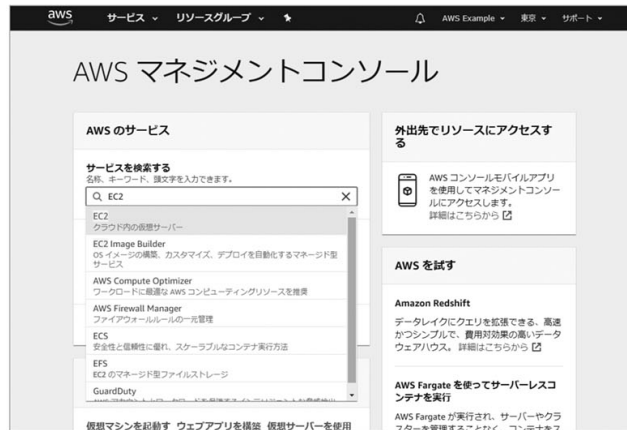 aws
サービス リソースグループ AWS Example 東京 サポート
AWS マネジメントコンソール
AWS のサービス
サービスを検索する
名称、キーワード、頭文字を入力できます。
EC2
EC2
クラウド内の仮想サーバー
EC2 Image Builder
OS イメージの構築、カスタマイズ、デプロイを自動化するマネージド型
サービス
AWS Compute Optimizer
ワークロードに最適な AWS コンピューティングリソースを推奨
AWS Firewall Manager
ファイアウォールルールの一元管理
ECS
安全性と信頼性に優れ、スケーラブルなコンテナ実行方法
EFS
EC2 のマネージド型ファイルストレージ
GuardDuty
仮想マシンを起動す ウェブアプリを構築 仮想サーバーを使用
外出先でリソースにアクセスす
る
AWS コンソールモバイルアプリ
を使用してマネジメントコンソー
ルにアクセスします。
詳細はこちらから
AWS を試す
Amazon Redshift
データレイクにクエリを拡張できる、高速
かつシンプルで、費用対効果の高いデータ
ウェアハウス。詳細はこちらから
AWS Fargate を使ってサーバーレスコ
ンテナを実行
AWS Fargate が実行され、サーバーやクラ
スターを管理することなく、コンテナをス